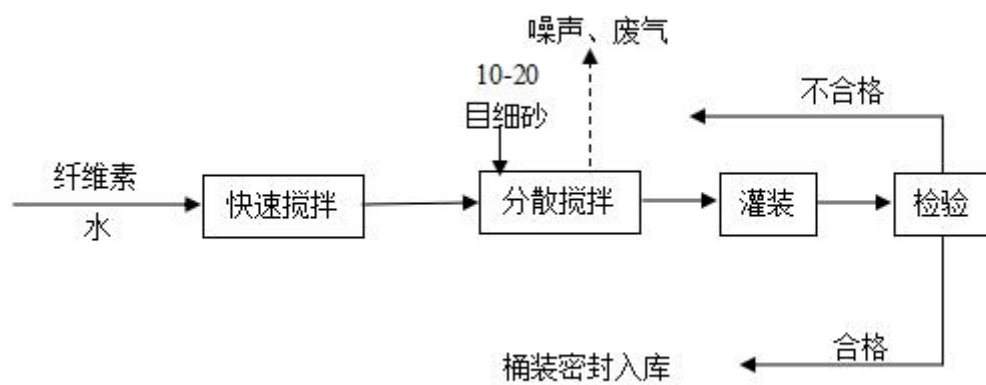 噪声、废气
10-20
目细砂
不合格
纤维素
水
快速搅拌
分散搅拌
灌装
检验
合格
桶装密封入库